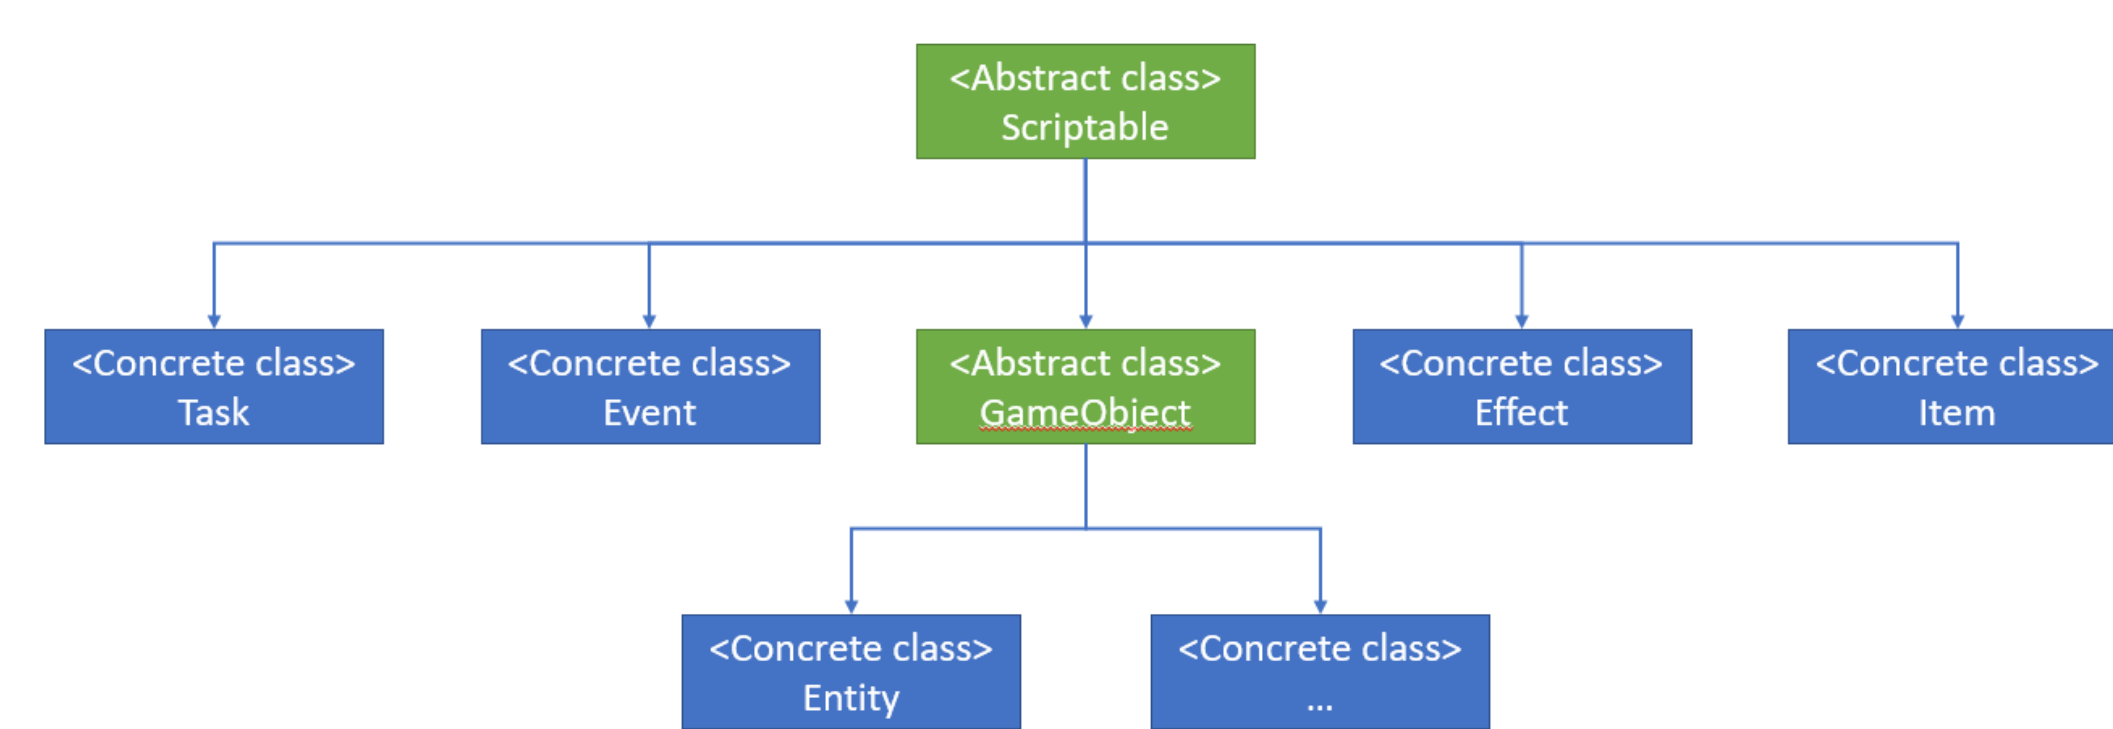 <Abstract class>
Scriptable
<Concrete class>
Task
<Concrete class>
Event
<Abstract class>
GameObject
<Concrete class>
Effect
<Concrete class>
Item
<Concrete class>
Entity
<Concrete class>
...